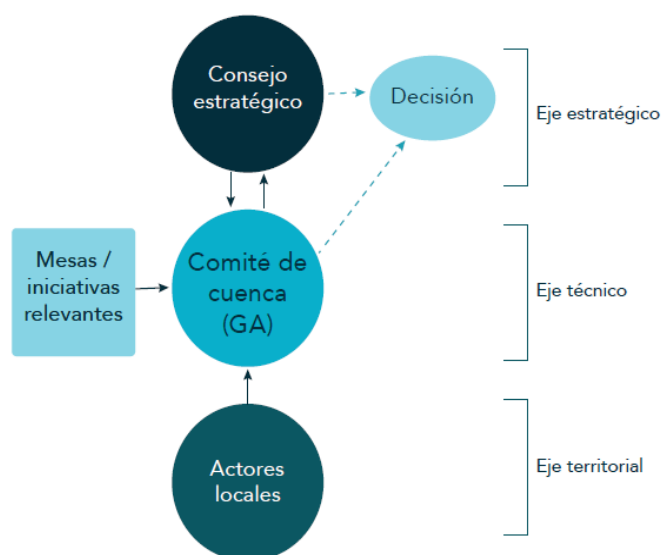 Consejo
estratégico
Decisión
Eje estratégico
Mesas /
iniciativas
relevantes
Comité de
cuenca
(GA)
Eje técnico
Actores
locales
Eje territorial